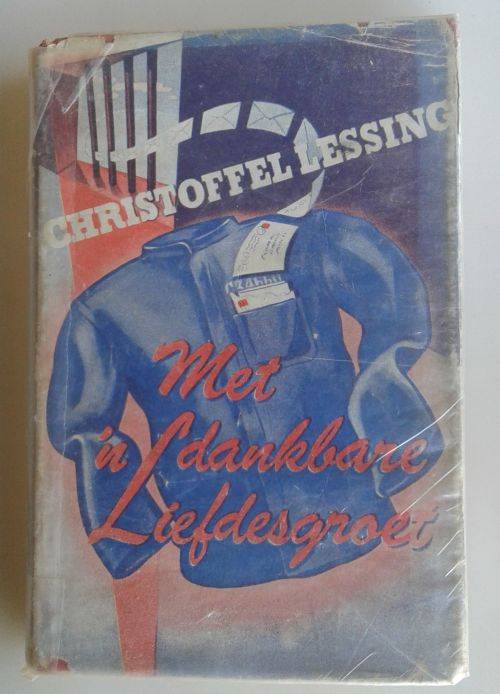 CHRISTOFFEL LESSING
Met
'n dankbare
Liefdesgroet